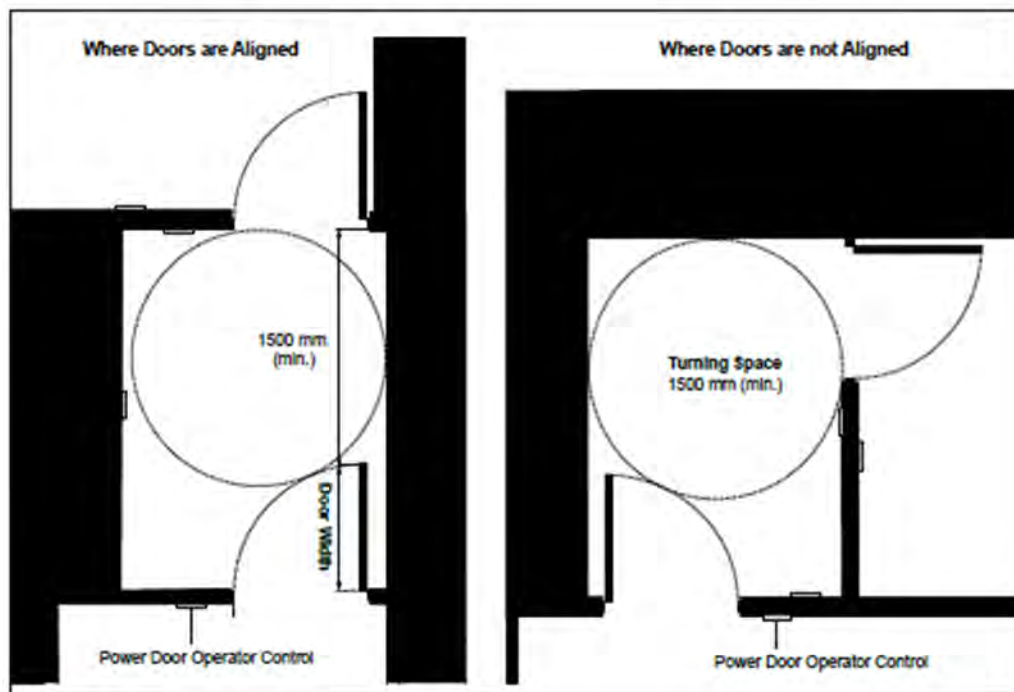 Where Doors are Aligned
Where Doors are not Aligned
1500 mm
(min.)
Door Width
Power Door Operator Control
Turning Space
1500 mm (min.)
Power Door Operator Control